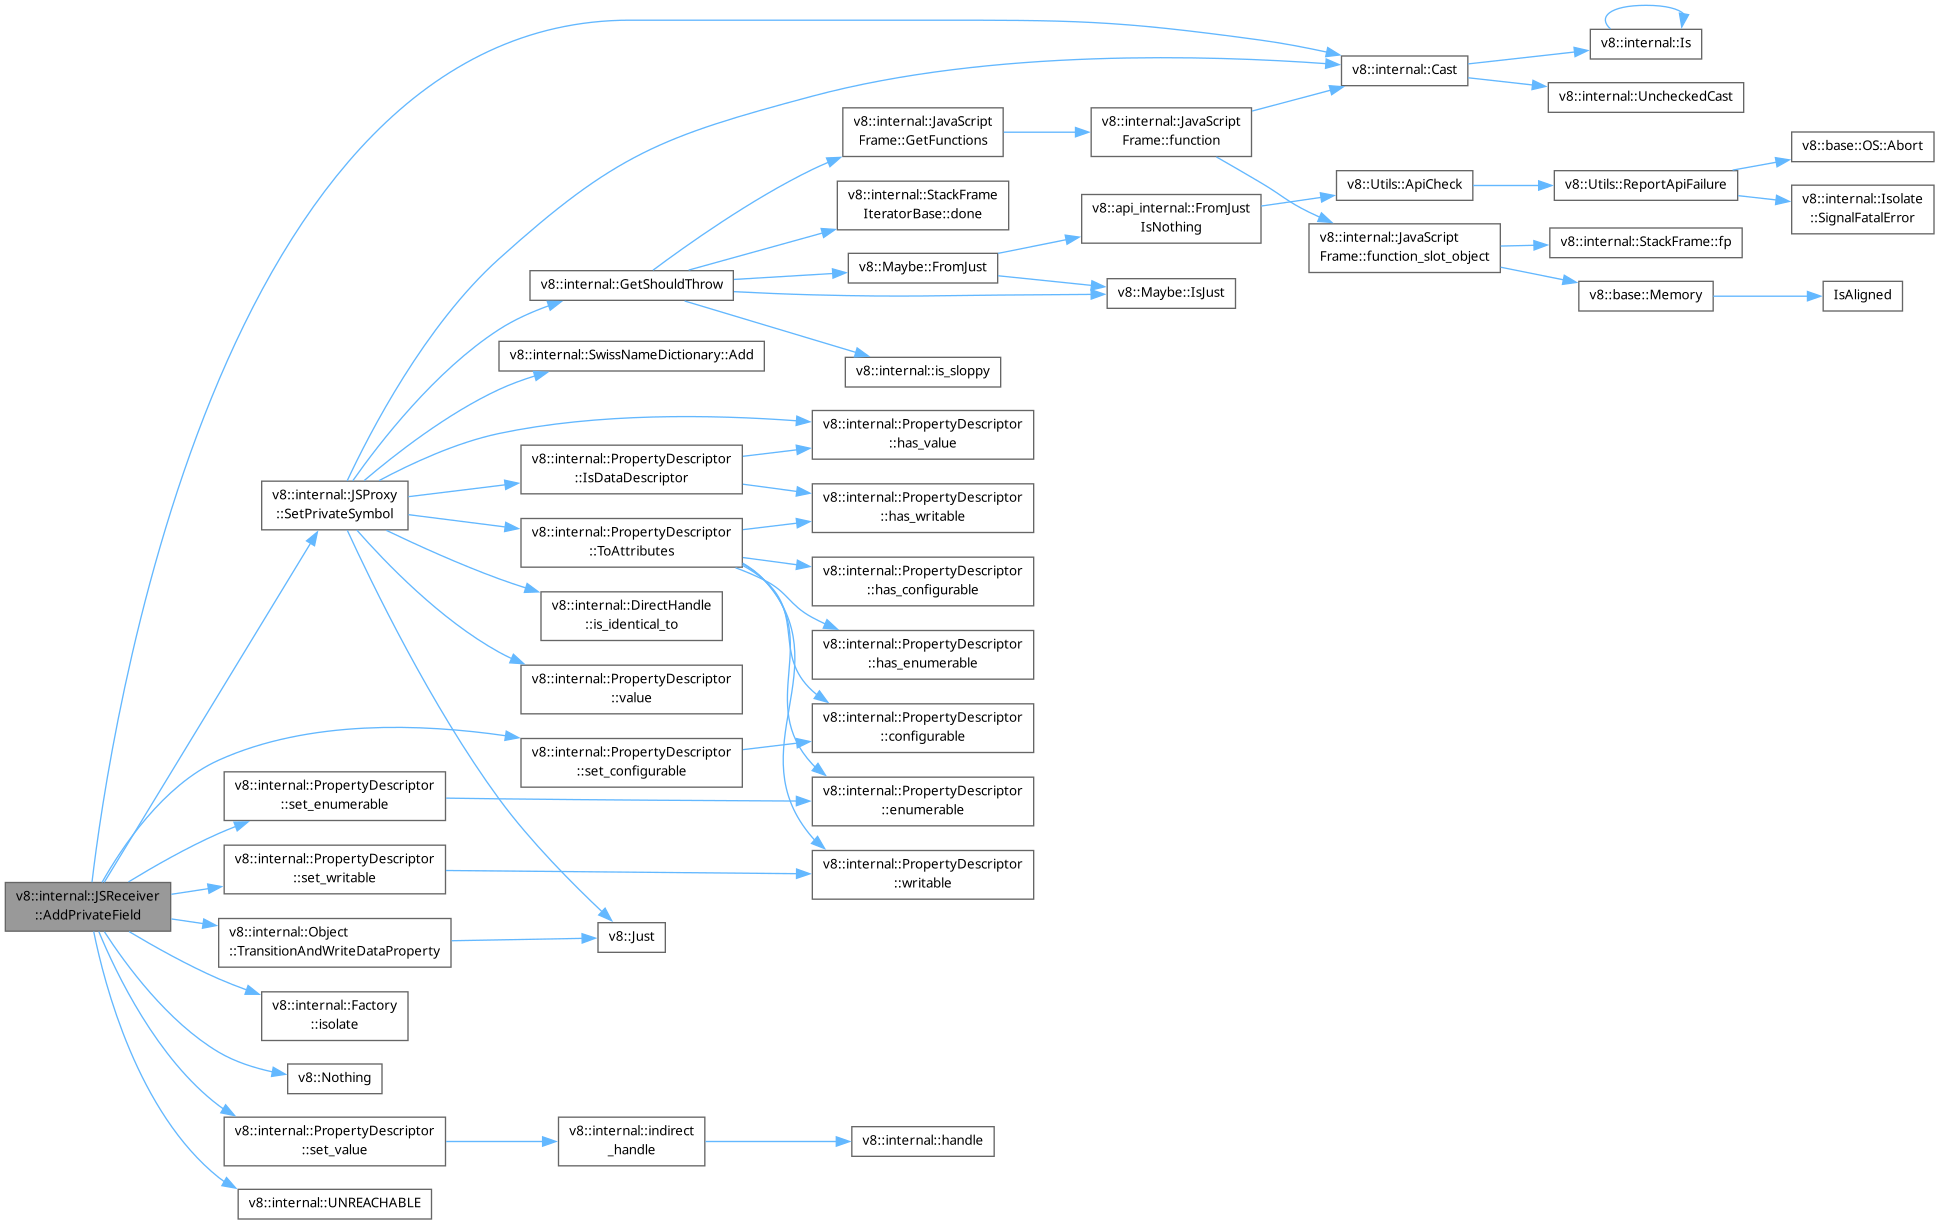 v8::internal::JSReceiver
::AddPrivateField
v8::internal::JSProxy
::SetPrivateSymbol
v8::internal::PropertyDescriptor
::set_enumerable
v8::internal::PropertyDescriptor
::set_writable
v8::internal::Object
::TransitionAndWriteDataProperty
v8::internal::Factory
::isolate
v8::Nothing
v8::internal::PropertyDescriptor
::set_value
v8::internal::UNREACHABLE
v8::internal::GetShouldThrow
v8::internal::SwissNameDictionary::Add
v8::internal::PropertyDescriptor
::IsDataDescriptor
v8::internal::PropertyDescriptor
::ToAttributes
v8::internal::DirectHandle
::is_identical_to
v8::internal::PropertyDescriptor
::value
v8::internal::PropertyDescriptor
::set_configurable
v8::Just
v8::internal::indirect
_handle
v8::internal::JavaScript
Frame::GetFunctions
v8::internal::StackFrame
IteratorBase::done
v8::Maybe::FromJust
v8::internal::is_sloppy
v8::internal::PropertyDescriptor
::has_value
v8::internal::PropertyDescriptor
::has_writable
v8::internal::PropertyDescriptor
::has_configurable
v8::internal::PropertyDescriptor
::has_enumerable
v8::internal::PropertyDescriptor
::configurable
v8::internal::PropertyDescriptor
::enumerable
v8::internal::PropertyDescriptor
::writable
v8::internal::handle
v8::internal::JavaScript
Frame::function
v8::api_internal::FromJust
IsNothing
v8::Maybe::IsJust
v8::internal::Cast
v8::Utils::ApiCheck
v8::internal::JavaScript
Frame::function_slot_object
v8::internal::Is
v8::internal::UncheckedCast
v8::Utils::ReportApiFailure
v8::internal::StackFrame::fp
v8::base::Memory
v8::base::OS::Abort
v8::internal::Isolate
::SignalFatalError
IsAligned